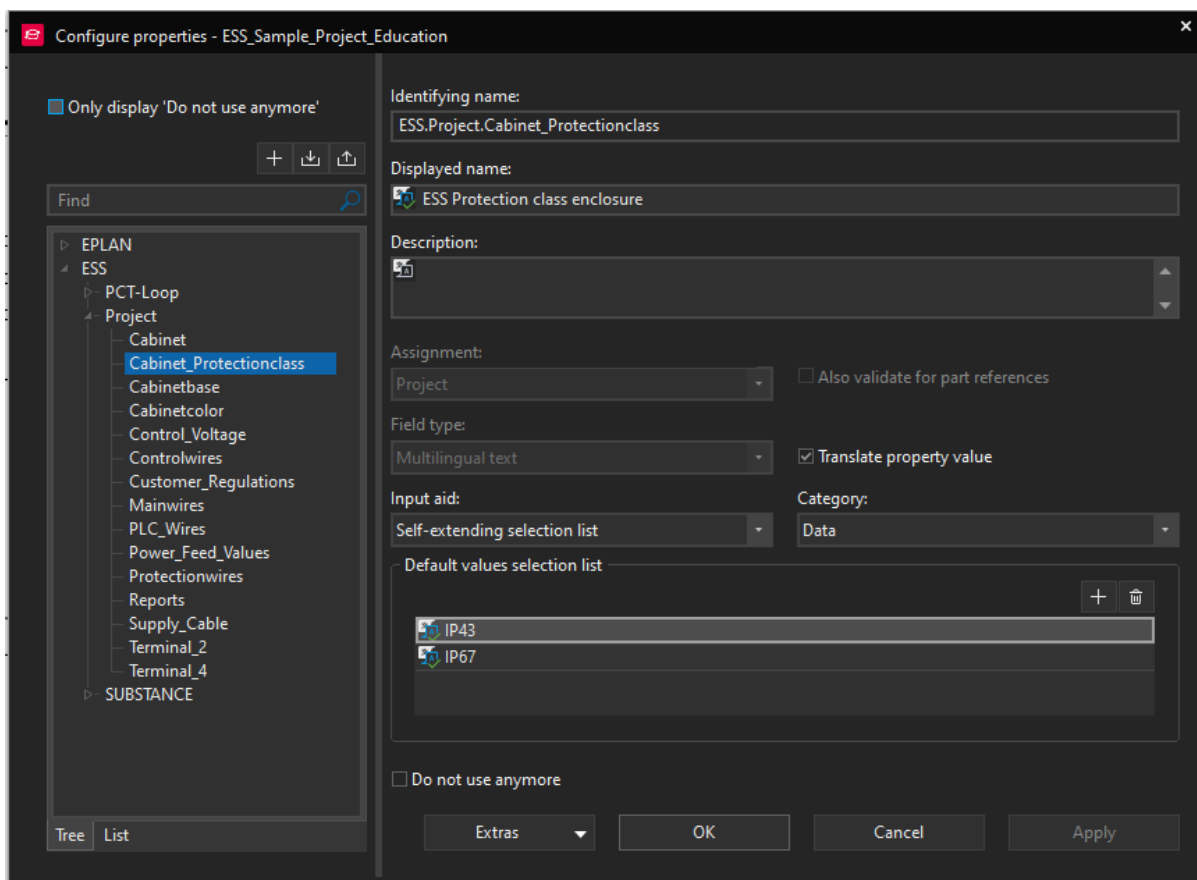 Configure properties - ESS_Sample_Project_Education
Only display 'Do not use anymore'
Find
EPLAN
ESS
PCT-Loop
Project
Cabinet
Cabinet_Protectionclass
Cabinetbase
Cabinetcolor
Control_Voltage
Controlwires
Customer_Regulations
Mainwires
PLC_Wires
Power_Feed_Values
Protectionwires
Reports
Supply_Cable
Terminal_2
Terminal_4
SUBSTANCE
Tree List
Identifying name:
ESS.Project.Cabinet_Protectionclass
Displayed name:
ESS Protection class enclosure
Description:
Assignment:
Project
Also validate for part references
Field type:
Multilingual text
Translate property value
Input aid:
Category:
Self-extending selection list
Data
Default values selection list
IP43
IP67
Do not use anymore
Extras
OK
Cancel
Apply